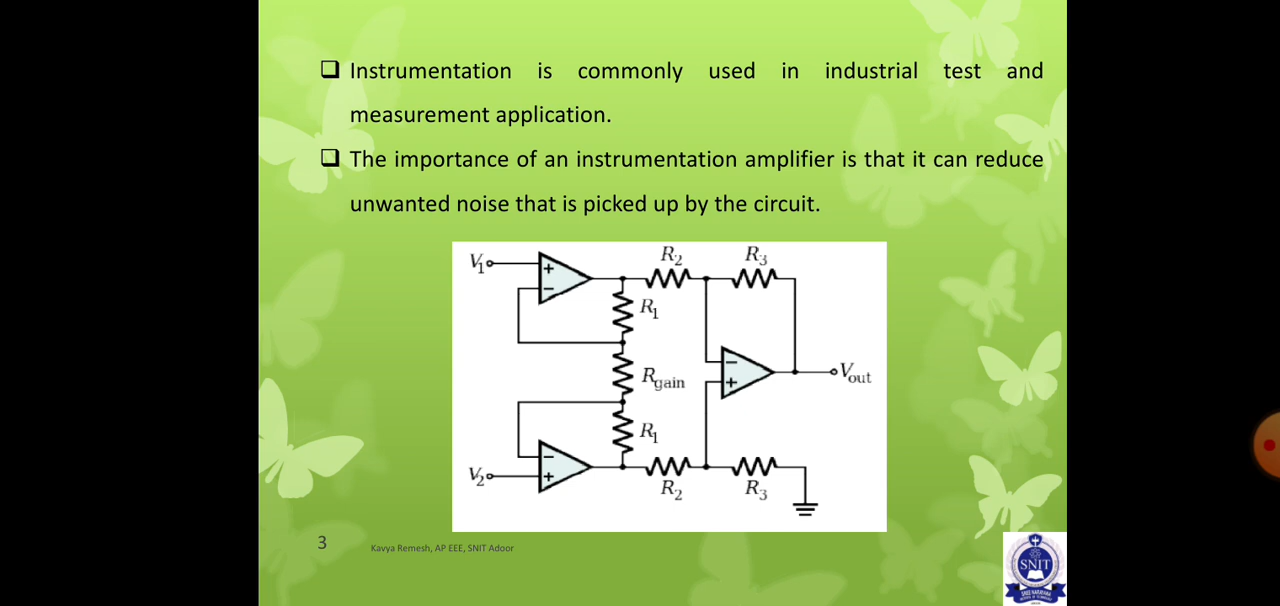 ❑ Instrumentation is commonly used in industrial test and
measurement application.
❑ The importance of an instrumentation amplifier is that it can reduce
unwanted noise that is picked up by the circuit.
R2 R3
V1
+
−
R1
Rgain
−
+
Vout
R1
−
+
V2
R2 R3
3
Kavya Remesh, AP EEE, SNIT Adoor
SNIT